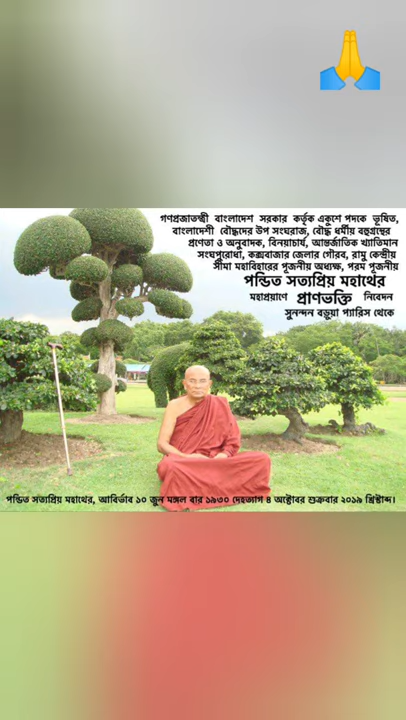 গণপ্রজাতন্ত্রী বাংলাদেশ সরকার কর্তৃক একুশে পদকে ভূষিত,
বাংলাদেশী বৌদ্ধদের উপ সংঘরাজ, বৌদ্ধ ধর্মীয় বহুগ্রন্থের
প্রণেতা ও অনুবাদক, বিনয়াচার্য, আন্তর্জাতিক খ্যাতিমান
সংঘপুরোধা, কক্সবাজার জেলার গৌরব, রামু কেন্দ্রীয়
সীমা মহাবিহারের পূজনীয় অধ্যক্ষ, পরম পূজনীয়
পন্ডিত সত্যপ্রিয় মহাথের
মহাপ্রয়াণে প্রাণভক্তি নিবেদন
সুনন্দন বড়ুয়া প্যারিস থেকে
পন্ডিত সত্যপ্রিয় মহাথের, আবির্ভাব ১০ জুন মঙ্গল বার ১৯৩০ দেহত্যাগ ৪ অক্টোবর শুক্রবার ২০১৯ খ্রিস্টাব্দ।